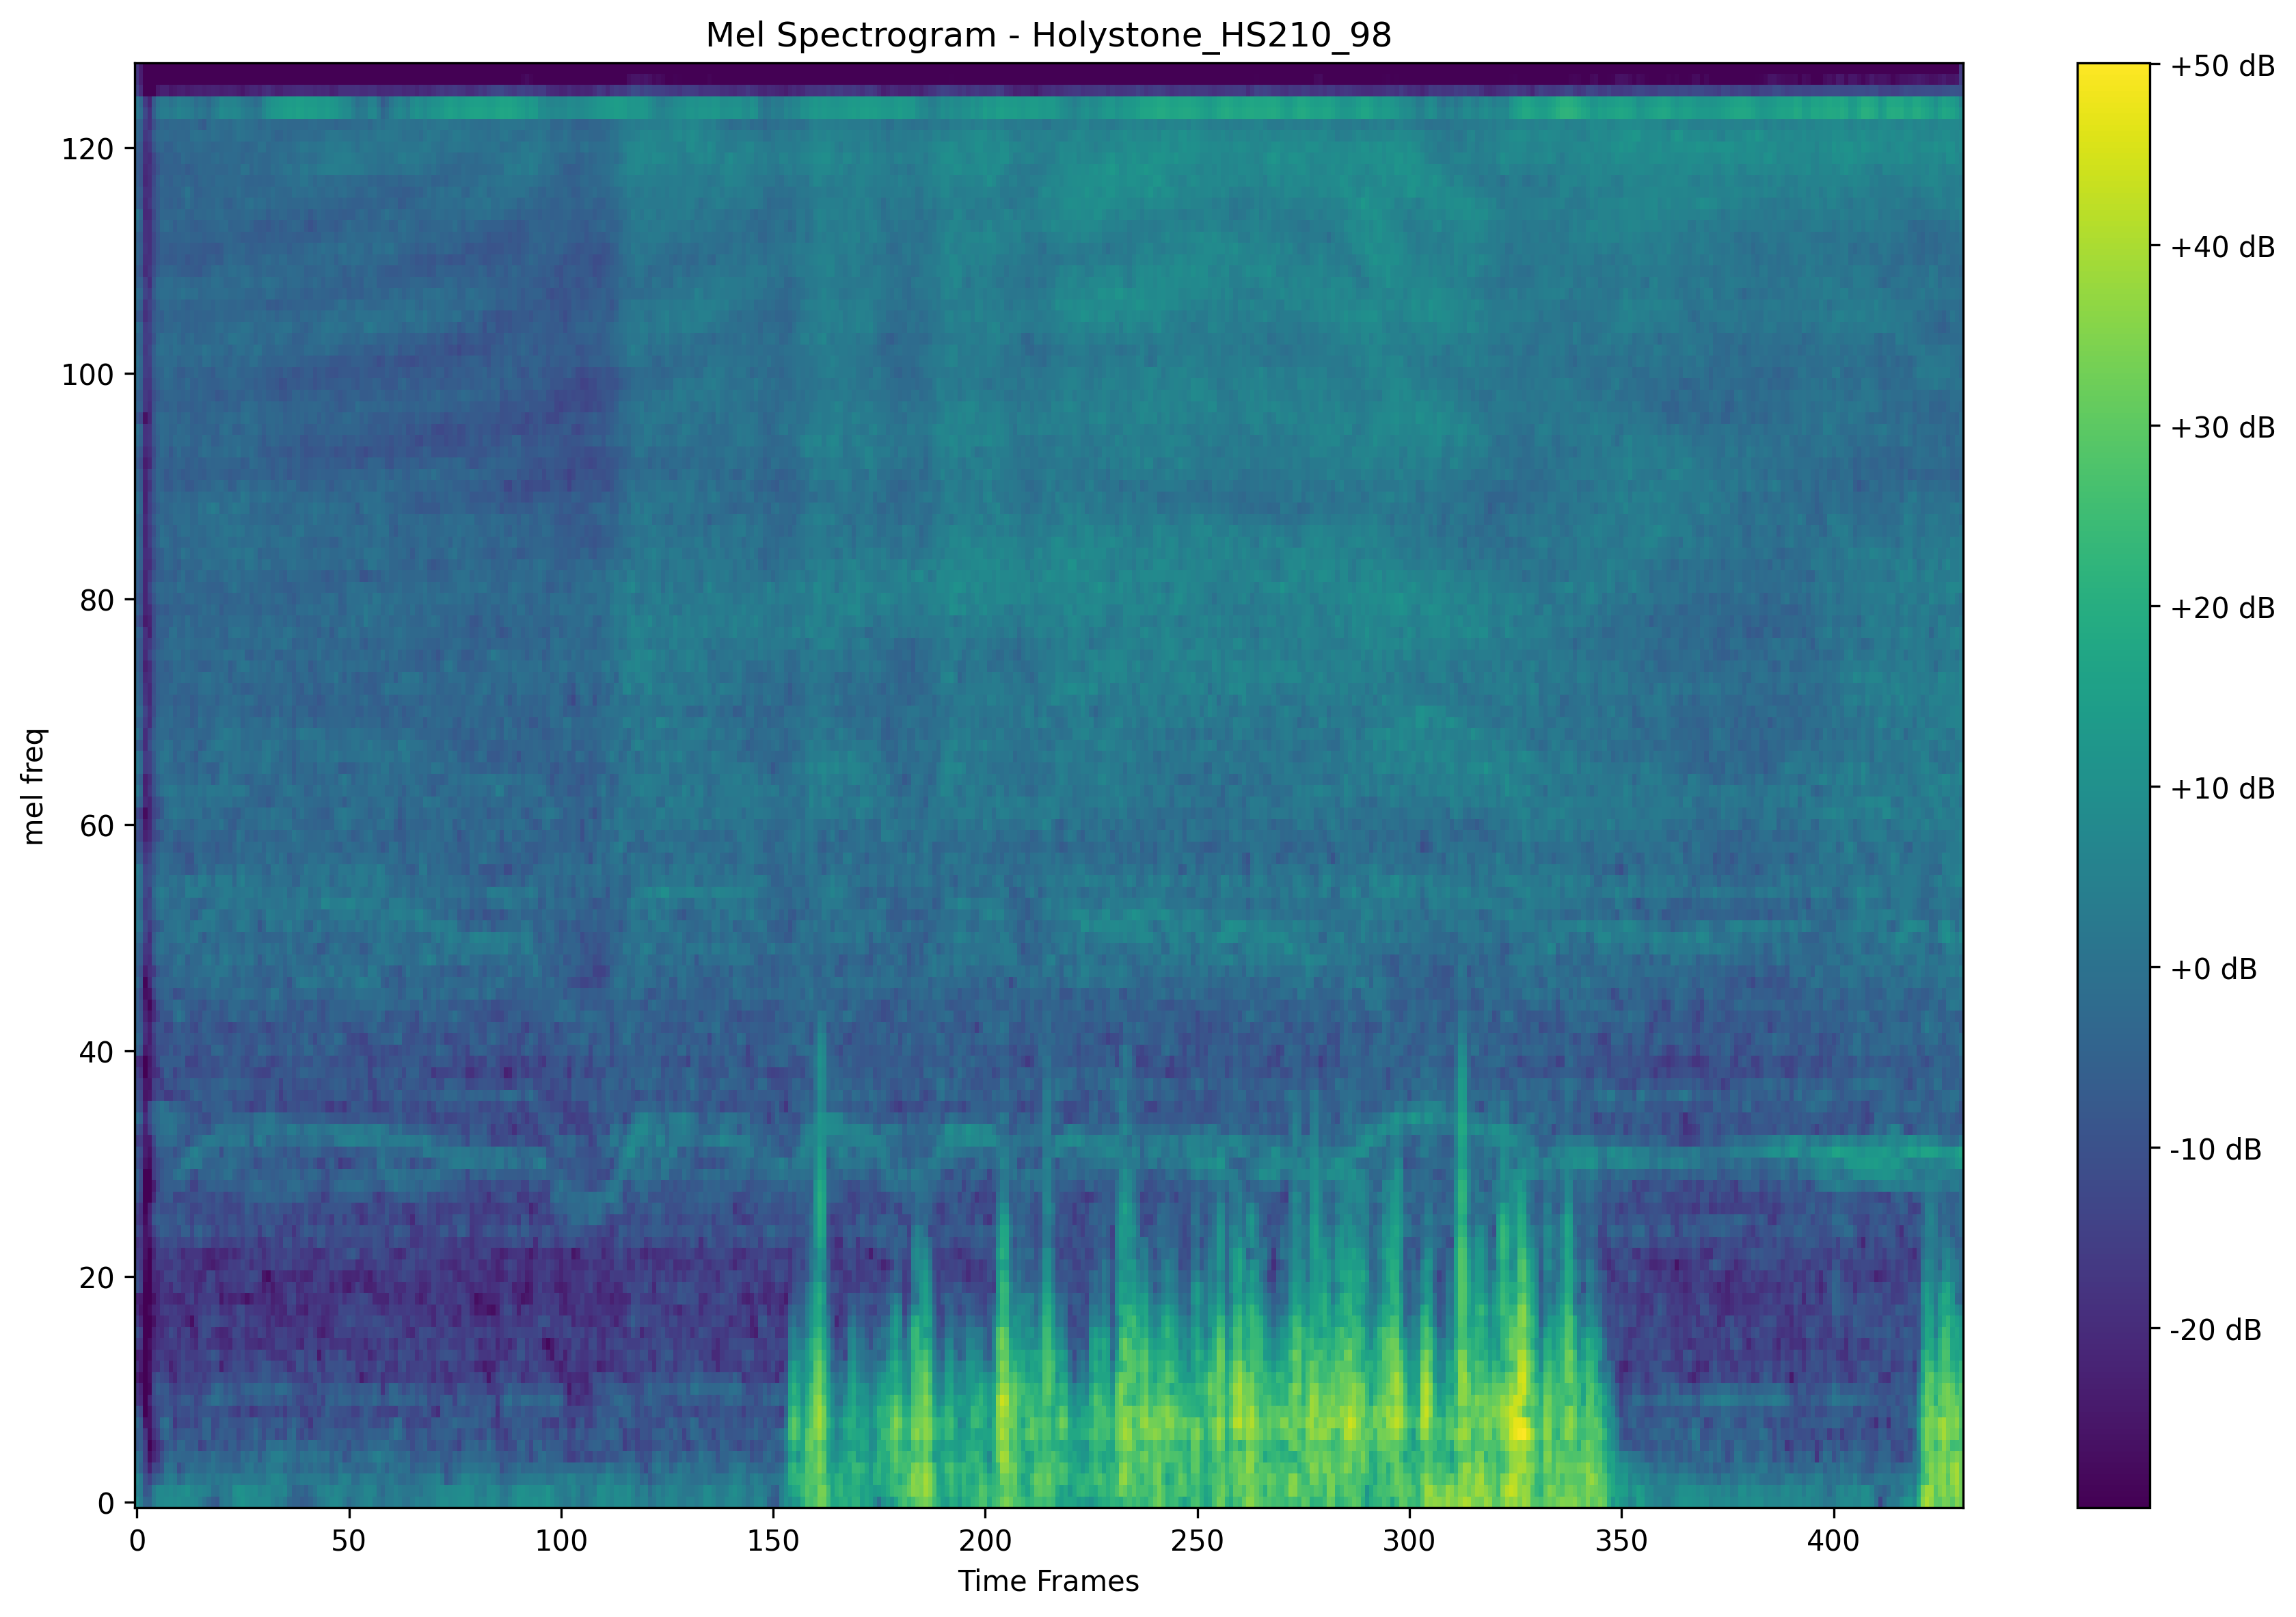 Mel Spectrogram - Holystone_HS210_98
mel freq
120
100
80
60
40
20
0
0 50 100 150 200 250 300 350 400
Time Frames
+50 dB
+40 dB
+30 dB
+20 dB
+10 dB
+0 dB
-10 dB
-20 dB